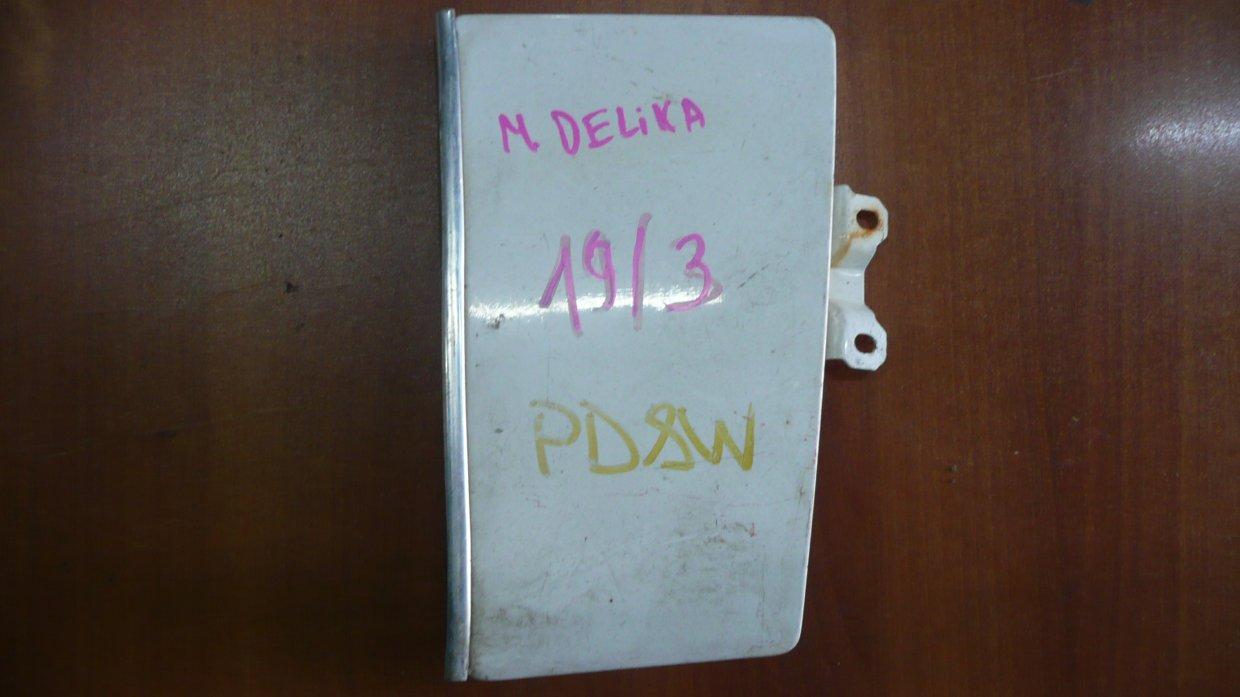 M. DELiKA
19/3
PD8W